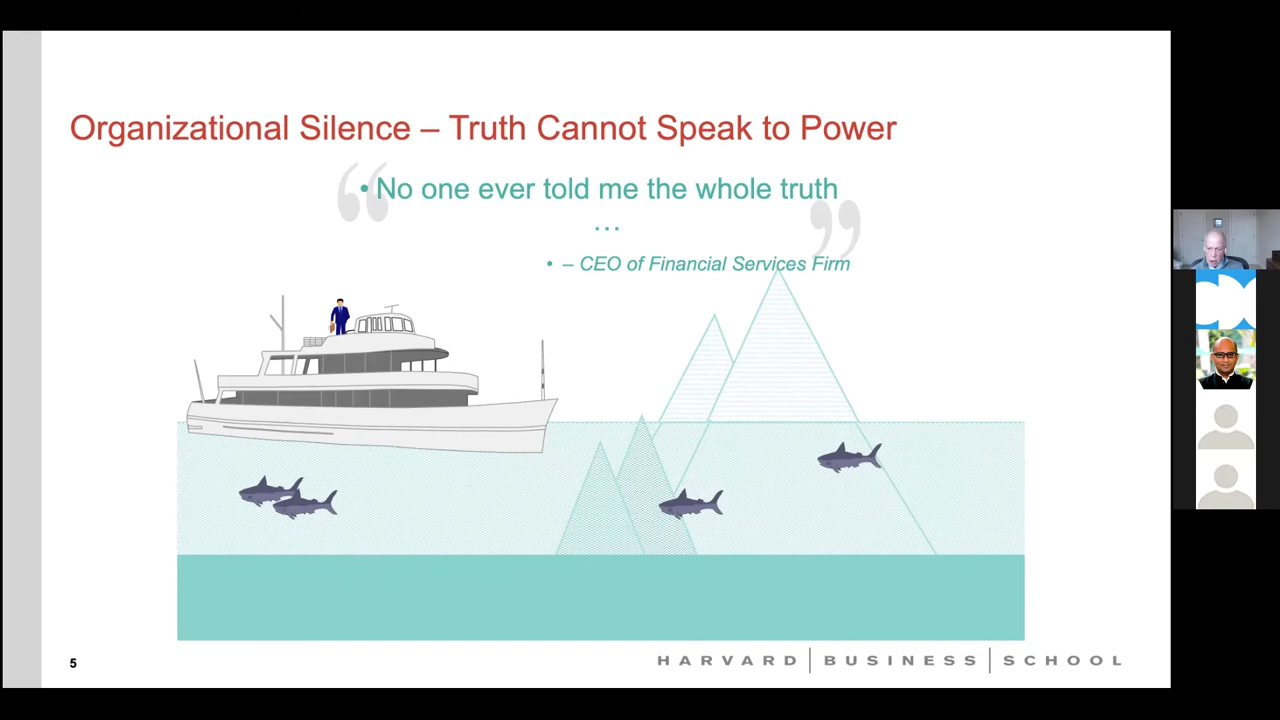 Organizational Silence – Truth Cannot Speak to Power
“• No one ever told me the whole truth
…”
• – CEO of Financial Services Firm
5
HARVARD | BUSINESS | SCHOOL